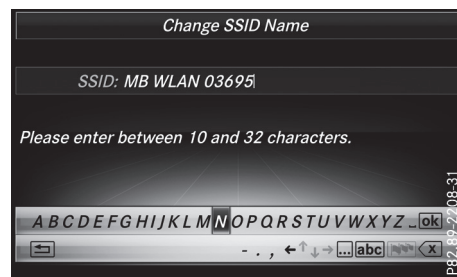 Change SSID Name
SSID: MB WLAN 03695
Please enter between 10 and 32 characters.
A B C D E F G H I J K L M N O P Q R S T U V W X Y Z _ ok
- . , ←↑↓→ ... abc X
P82.89-2208-31